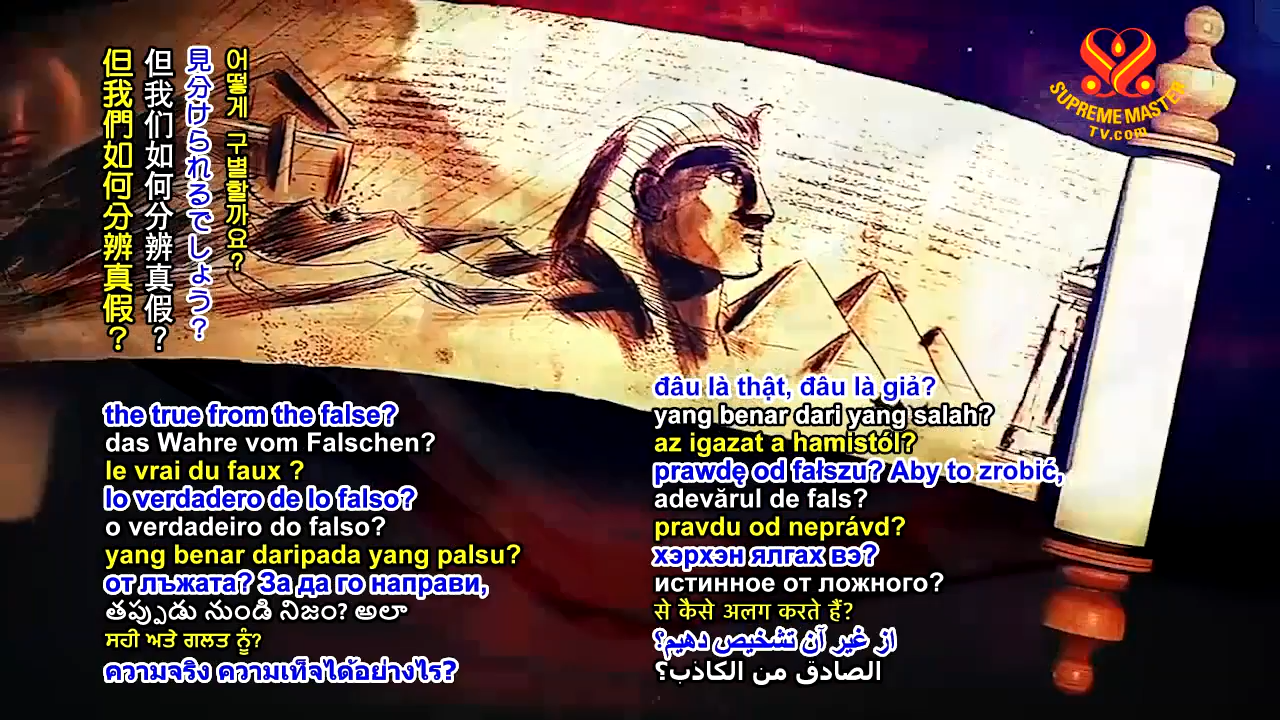 SUPREME MASTER
TV.com
어떻게 구별할까요?
見分けられるでしょう?
但我们如何分辨真假?
但我們如何分辨真假?
the true from the false?
das Wahre vom Falschen?
le vrai du faux ?
lo verdadero de lo falso?
o verdadeiro do falso?
yang benar daripada yang palsu?
от лъжата? За да го направи,
తప్పుడు నుండి నిజం? అలా
ਸਹੀ ਅਤੇ ਗਲਤ ਨੂੰ?
ความจริง ความเท็จได้อย่างไร?
đâu là thật, đâu là giả?
yang benar dari yang salah?
az igazat a hamistól?
prawdę od fałszu? Aby to zrobić,
adevărul de fals?
pravdu od neprávd?
хэрхэн ялгах вэ?
истинное от ложного?
से कैसे अलग करते हैं?
از غیر آن تشخیص دهیم؟
الصادق من الكاذب؟